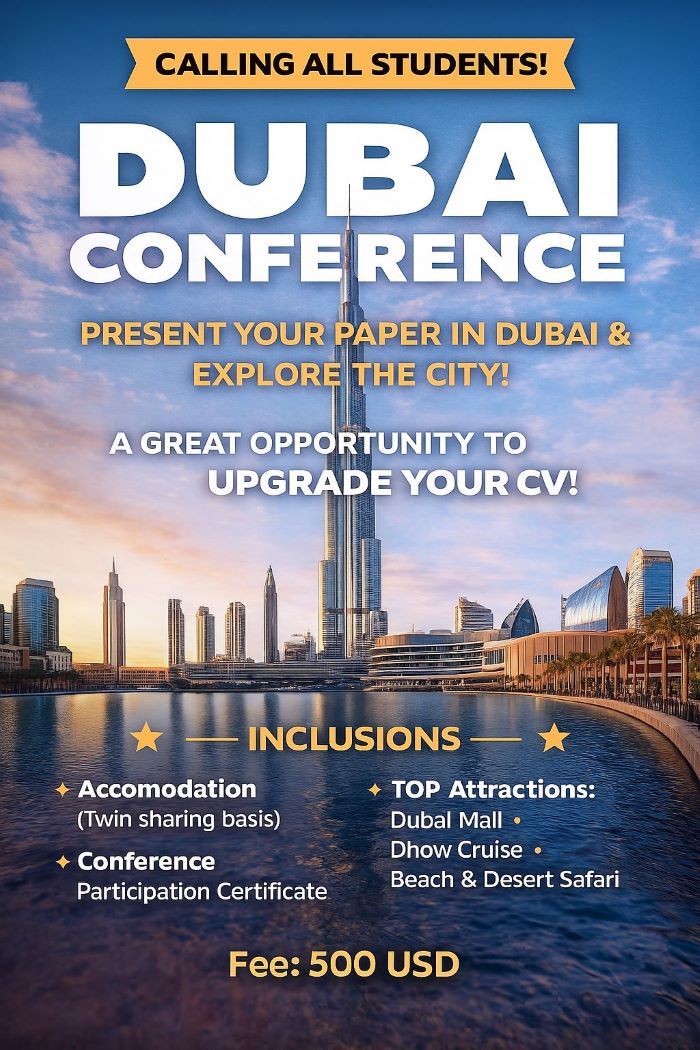 CALLING ALL STUDENTS!
DUBAI
CONFERENCE
PRESENT YOUR PAPER IN DUBAI &
EXPLORE THE CITY!
A GREAT OPPORTUNITY TO
UPGRADE YOUR CV!
INCLUSIONS
Accomodation
(Twin sharing basis)
Conference
Participation Certificate
TOP Attractions:
Dubal Mall •
Dhow Cruise •
Beach & Desert Safari
Fee: 500 USD